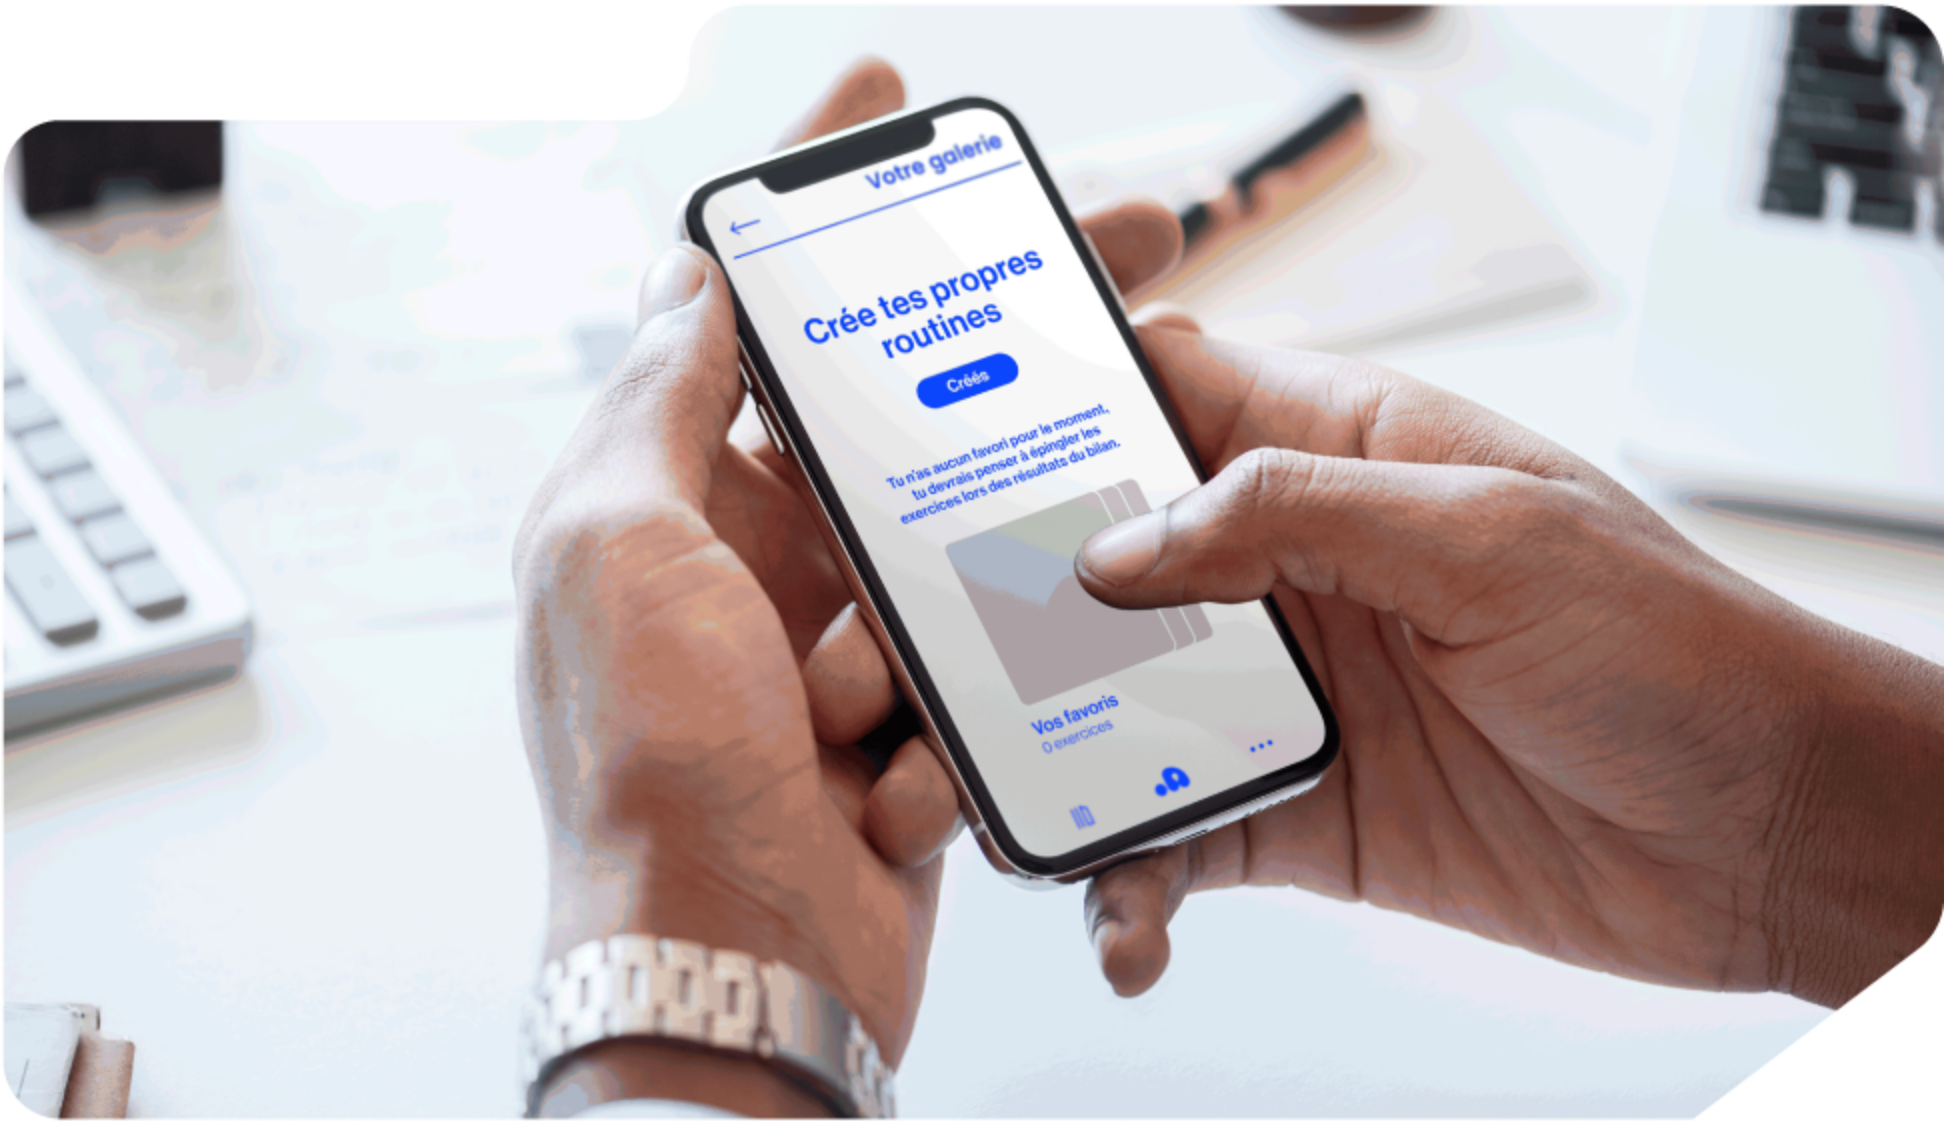 Votre galerie
Crée tes propres
routines
Créés
Tu n'as aucun favori pour le moment,
tu devrais penser à épingler les
exercices lors des résultats du bilan.
Vos favoris
0 exercices